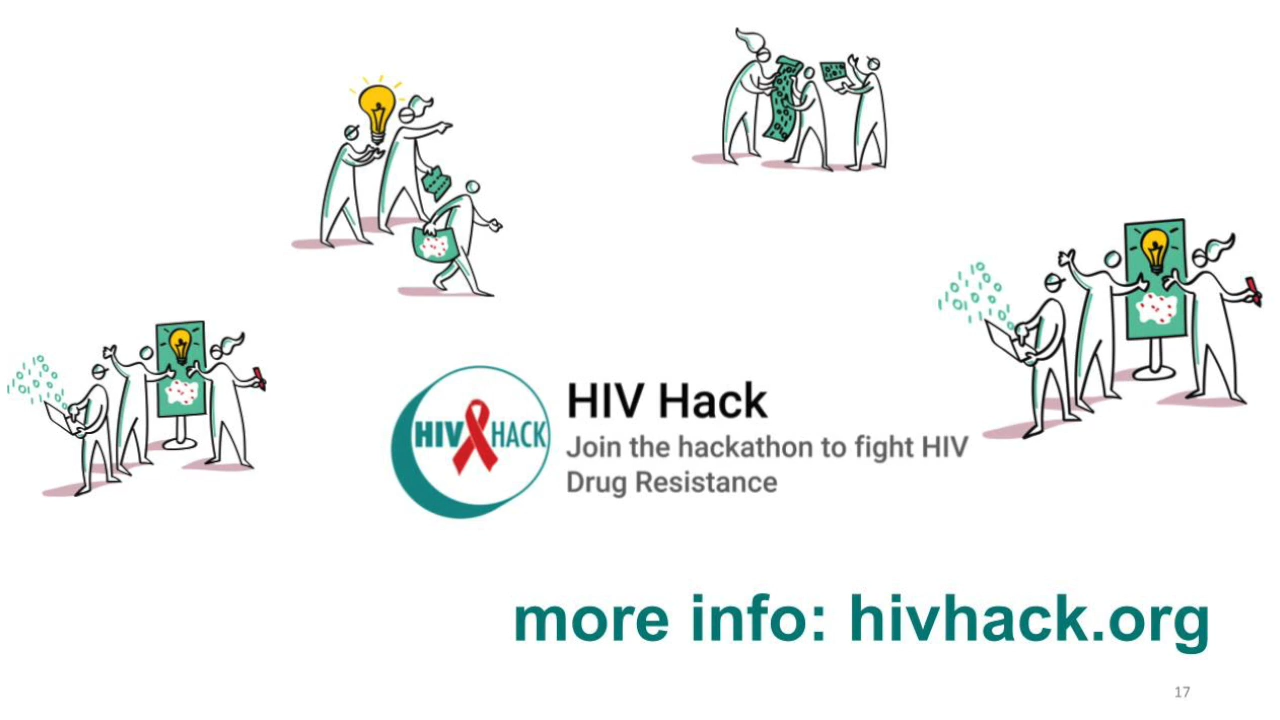 HIV HACK
HIV Hack
Join the hackathon to fight HIV
Drug Resistance
more info: hivhack.org
17